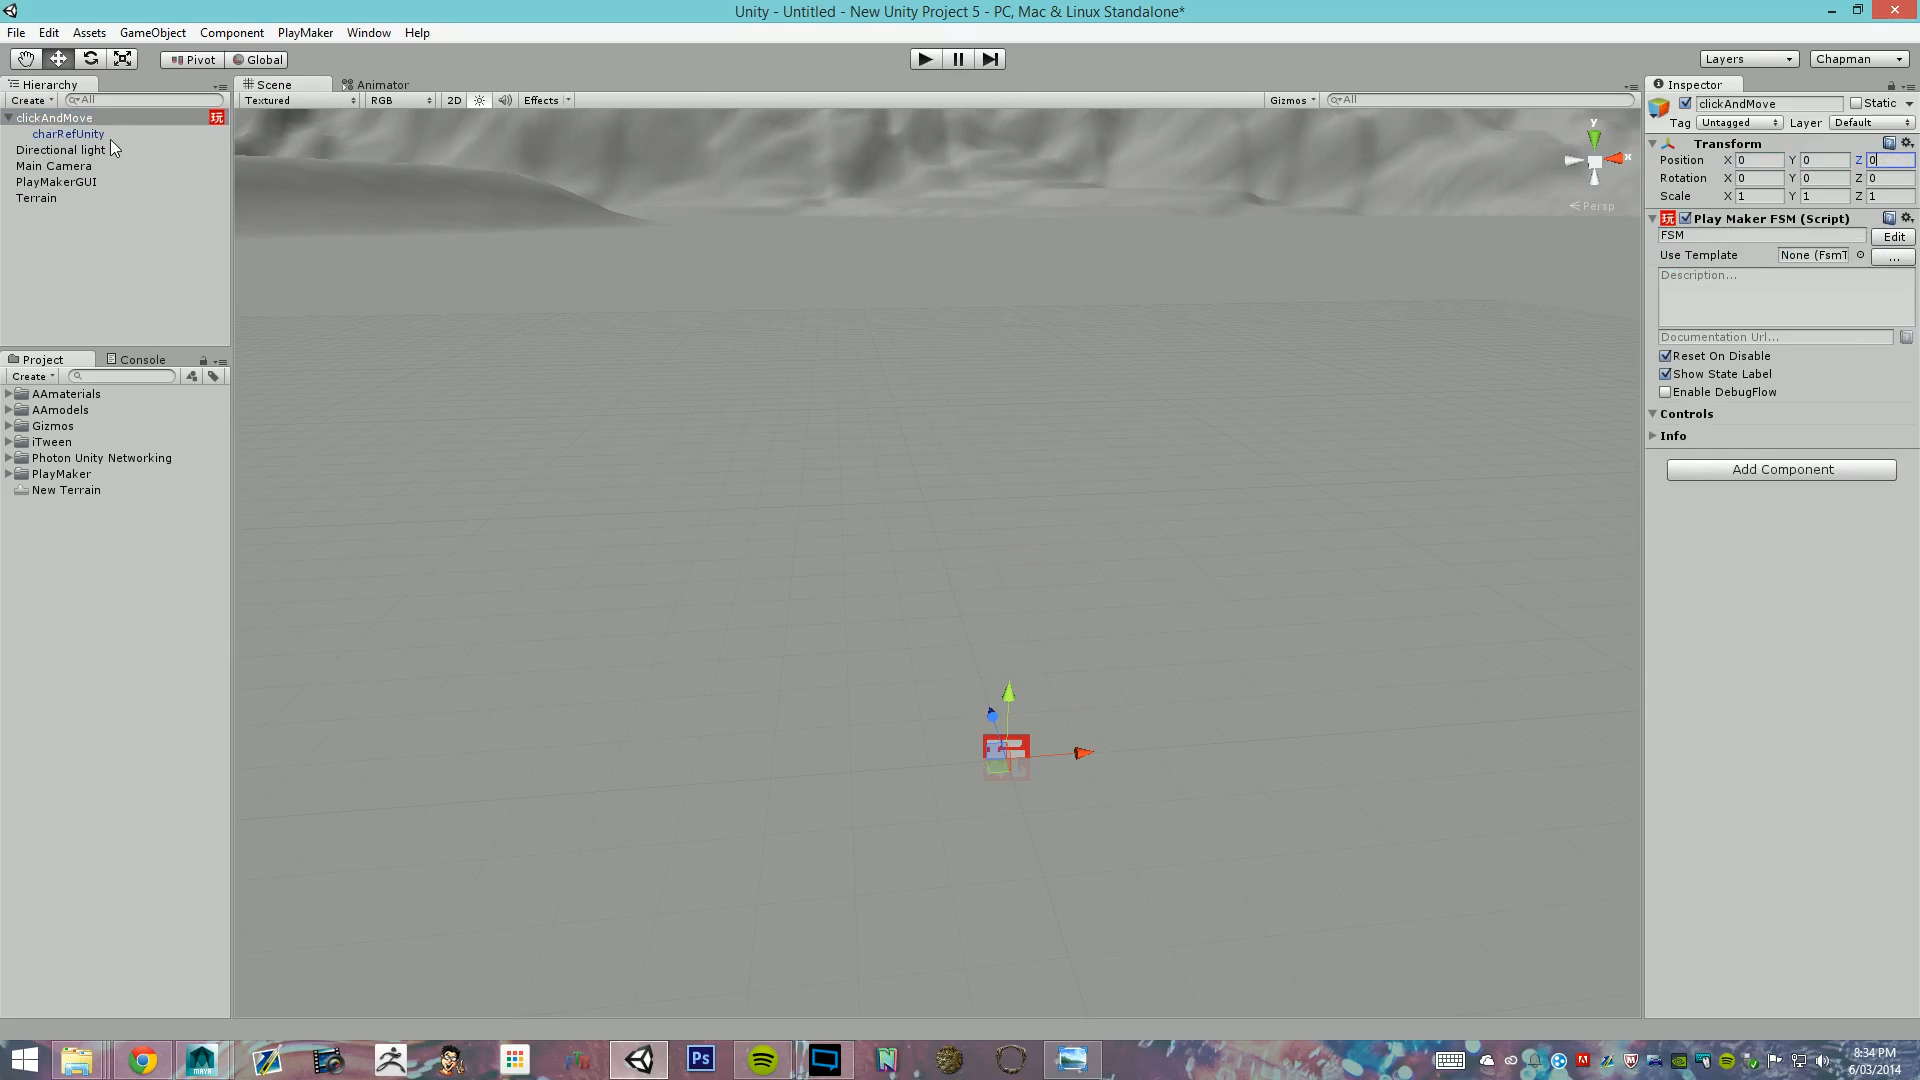 Unity - Untitled - New Unity Project 5 - PC, Mac & Linux Standalone*
File Edit Assets GameObject Component PlayMaker Window Help
Pivot Global Layers Chapman
Hierarchy
Create All
clickAndMove 玩
charRefUnity
Directional light
Main Camera
PlayMakerGUI
Terrain
Project Console
Create
AAmaterials
AAmodels
Gizmos
iTween
Photon Unity Networking
PlayMaker
New Terrain
Scene Animator
Textured RGB 2D Effects Gizmos All
y
x
Persp
Inspector
clickAndMove Static
Tag Untagged Layer Default
Transform
Position X 0 Y 0 Z 0
Rotation X 0 Y 0 Z 0
Scale X 1 Y 1 Z 1
玩 Play Maker FSM (Script)
FSM Edit
Use Template None (FsmT ...
Description...
Documentation Url...
Reset On Disable
Show State Label
Enable DebugFlow
Controls
Info
Add Component
MAYA
Ps
8:34 PM
6/03/2014